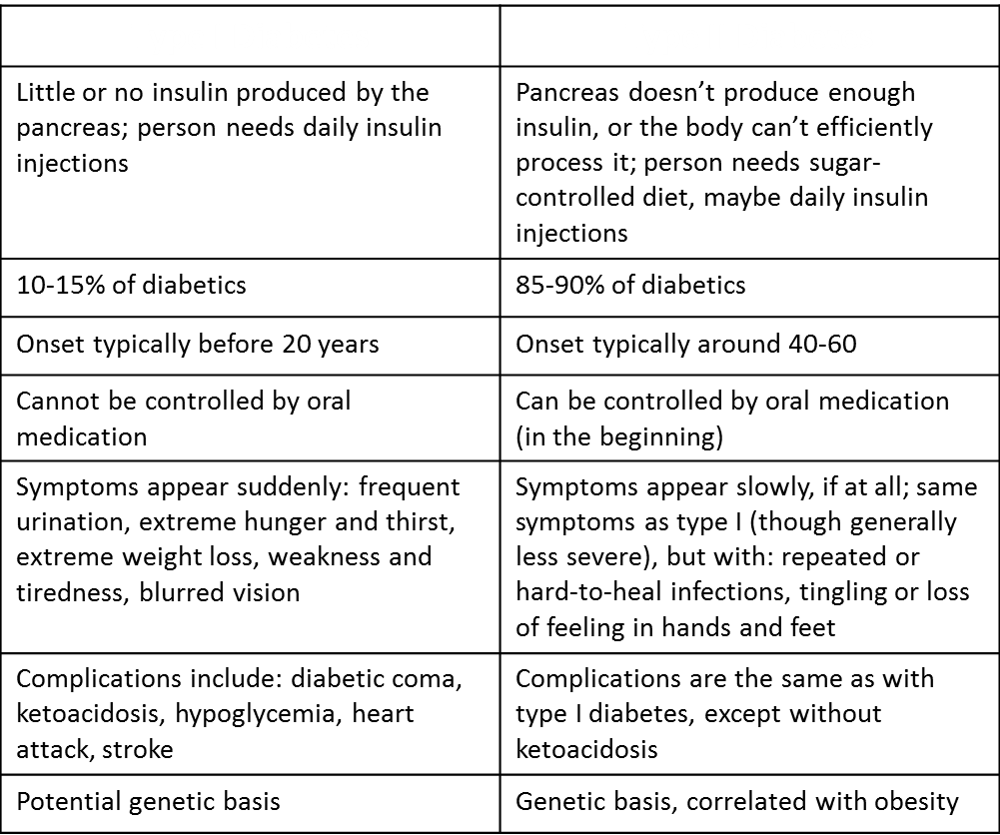 Little or no insulin produced by the
pancreas; person needs daily insulin
injections
Pancreas doesn’t produce enough
insulin, or the body can’t efficiently
process it; person needs sugar-
controlled diet, maybe daily insulin
injections
10-15% of diabetics
85-90% of diabetics
Onset typically before 20 years
Onset typically around 40-60
Cannot be controlled by oral
medication
Can be controlled by oral medication
(in the beginning)
Symptoms appear suddenly: frequent
urination, extreme hunger and thirst,
extreme weight loss, weakness and
tiredness, blurred vision
Symptoms appear slowly, if at all; same
symptoms as type I (though generally
less severe), but with: repeated or
hard-to-heal infections, tingling or loss
of feeling in hands and feet
Complications include: diabetic coma,
ketoacidosis, hypoglycemia, heart
attack, stroke
Complications are the same as with
type I diabetes, except without
ketoacidosis
Potential genetic basis
Genetic basis, correlated with obesity